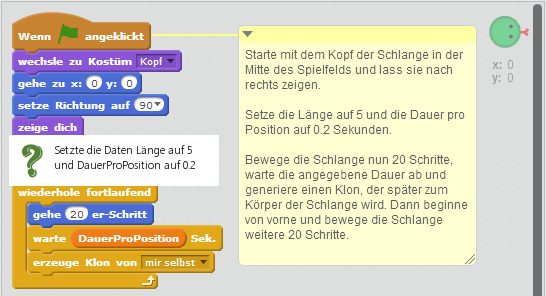 Wenn angeklickt
wechsle zu Kostüm Kopf
gehe zu x: 0 y: 0
setze Richtung auf 90
zeige dich
Setzte die Daten Länge auf 5
und DauerProPosition auf 0.2
wiederhole fortlaufend
gehe 20 er-Schritt
warte DauerProPosition Sek.
erzeuge Klon von mir selbst
Starte mit dem Kopf der Schlange in der
Mitte des Spielfelds und lass sie nach
rechts zeigen.
Setze die Länge auf 5 und die Dauer pro
Position auf 0.2 Sekunden.
Bewege die Schlange nun 20 Schritte,
warte die angegebene Dauer ab und
generiere einen Klon, der später zum
Körper der Schlange wird. Dann beginne
von vorne und bewege die Schlange
weitere 20 Schritte.
x: 0
y: 0